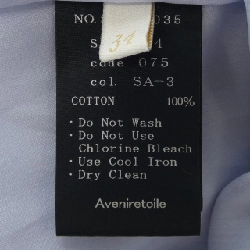 34
NO.
035
code 075
col. SA-3
COTTON 100%
· Do Not Wash
· Do Not Use
Chlorine Bleach
· Use Cool Iron
· Dry Clean
Aveniretoile